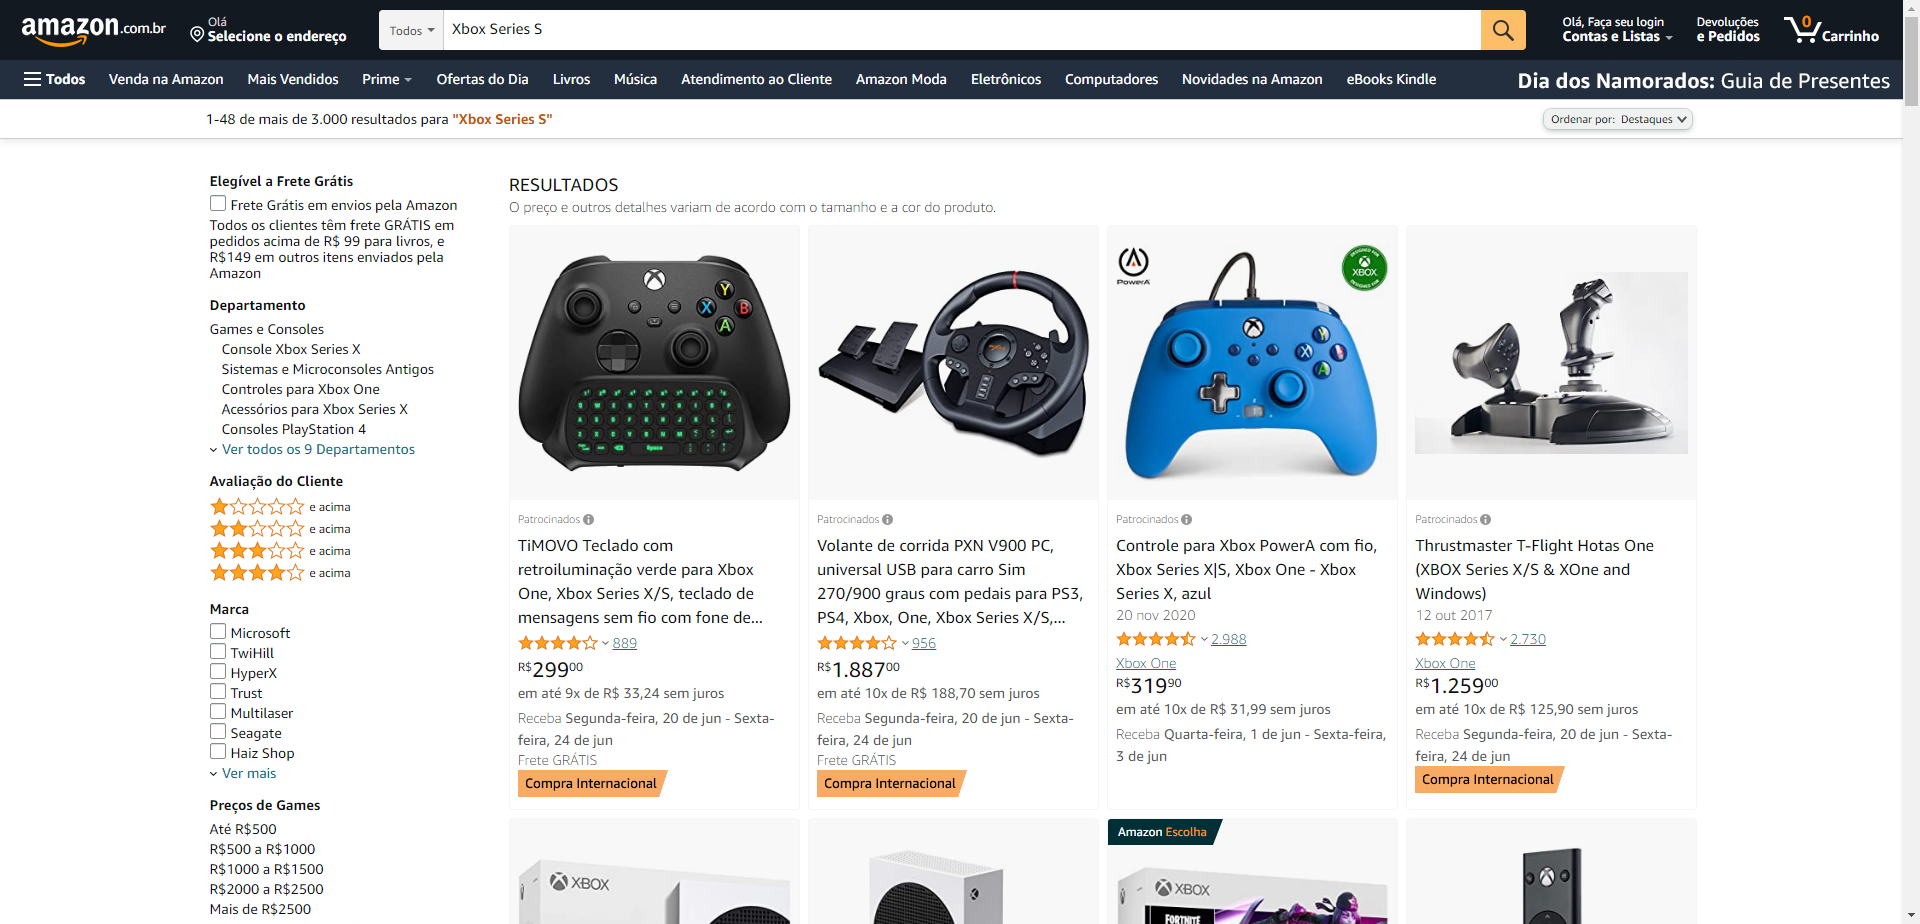 amazon.com.br
Olá
Selecione o endereço
Todos
Xbox Series S
Olá, Faça seu login
Contas e Listas
Devoluções
e Pedidos
0
Carrinho
Todos
Venda na Amazon
Mais Vendidos
Prime
Ofertas do Dia
Livros
Música
Atendimento ao Cliente
Amazon Moda
Eletrônicos
Computadores
Novidades na Amazon
eBooks Kindle
Dia dos Namorados: Guia de Presentes
1-48 de mais de 3.000 resultados para "Xbox Series S"
Ordenar por: Destaques
Elegível a Frete Grátis
Frete Grátis em envios pela Amazon
Todos os clientes têm frete GRÁTIS em
pedidos acima de R$ 99 para livros, e
R$149 em outros itens enviados pela
Amazon
Departamento
Games e Consoles
Console Xbox Series X
Sistemas e Microconsoles Antigos
Controles para Xbox One
Acessórios para Xbox Series X
Consoles PlayStation 4
Ver todos os 9 Departamentos
Avaliação do Cliente
e acima
e acima
e acima
e acima
Marca
Microsoft
TwiHill
HyperX
Trust
Multilaser
Seagate
Haiz Shop
Ver mais
Preços de Games
Até R$500
R$500 a R$1000
R$1000 a R$1500
R$2000 a R$2500
Mais de R$2500
RESULTADOS
O preço e outros detalhes variam de acordo com o tamanho e a cor do produto.
Y
X
B
A
Space
Patrocinados
TiMOVO Teclado com
retroiluminação verde para Xbox
One, Xbox Series X/S, teclado de
mensagens sem fio com fone de...
889
R$29900
em até 9x de R$ 33,24 sem juros
Receba Segunda-feira, 20 de jun - Sexta-
feira, 24 de jun
Frete GRÁTIS
Compra Internacional
Patrocinados
Volante de corrida PXN V900 PC,
universal USB para carro Sim
270/900 graus com pedais para PS3,
PS4, Xbox, One, Xbox Series X/S,...
956
R$1.88700
em até 10x de R$ 188,70 sem juros
Receba Segunda-feira, 20 de jun - Sexta-
feira, 24 de jun
Frete GRÁTIS
Compra Internacional
PowerA
DESIGNED FOR
XBOX
DESIGNED FOR
Y
X
B
A
Patrocinados
Controle para Xbox PowerA com fio,
Xbox Series X|S, Xbox One - Xbox
Series X, azul
20 nov 2020
2.988
Xbox One
R$31990
em até 10x de R$ 31,99 sem juros
Receba Quarta-feira, 1 de jun - Sexta-feira,
3 de jun
Patrocinados
Thrustmaster T-Flight Hotas One
(XBOX Series X/S & XOne and
Windows)
12 out 2017
2.730
Xbox One
R$1.25900
em até 10x de R$ 125,90 sem juros
Receba Segunda-feira, 20 de jun - Sexta-
feira, 24 de jun
Compra Internacional
XBOX
Amazon Escolha
XBOX
FORTNITE